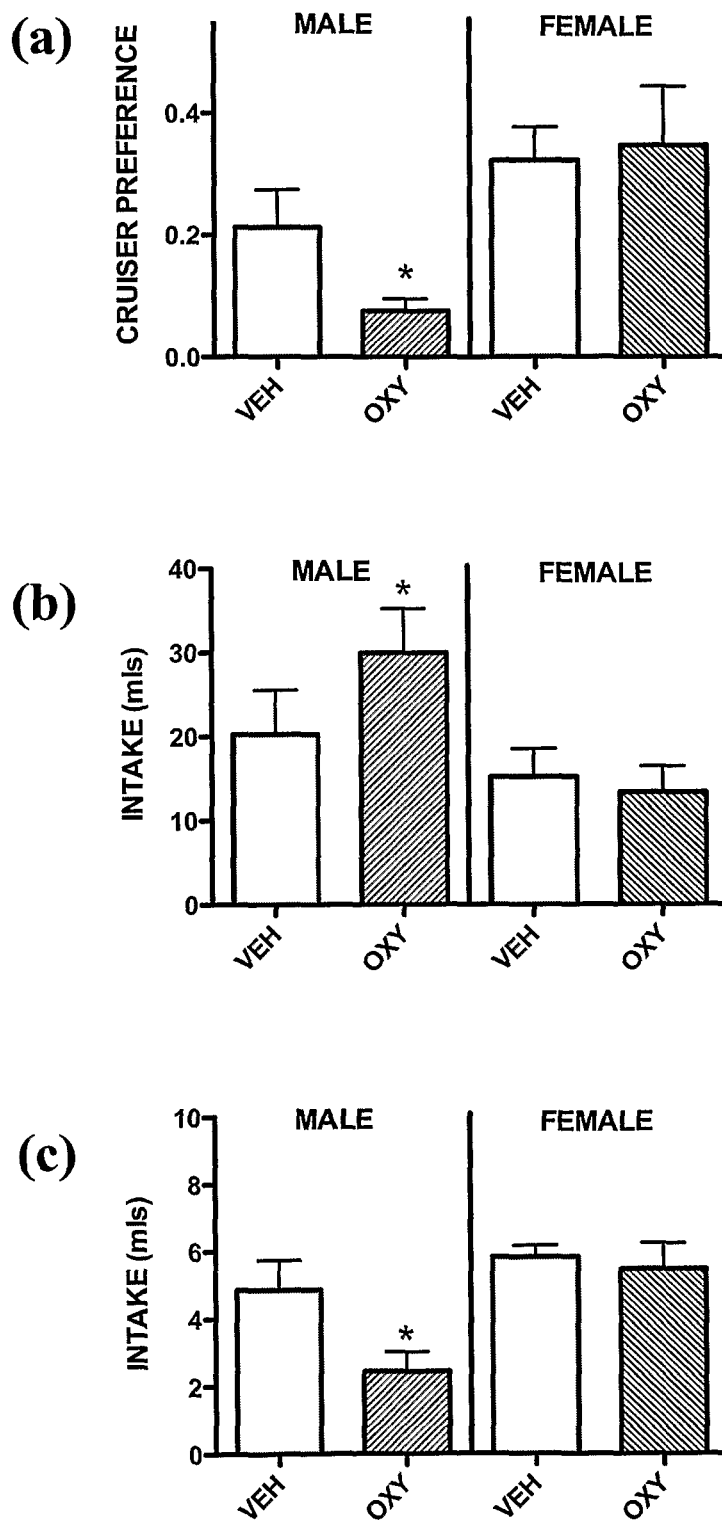 (a)
MALE FEMALE
CRUISER PREFERENCE
0.4
0.2
0.0
*
VEH OXY VEH OXY
(b)
MALE FEMALE
INTAKE (mls)
40
30
20
10
0
*
VEH OXY VEH OXY
(c)
MALE FEMALE
INTAKE (mls)
10
8
6
4
2
0
*
VEH OXY VEH OXY